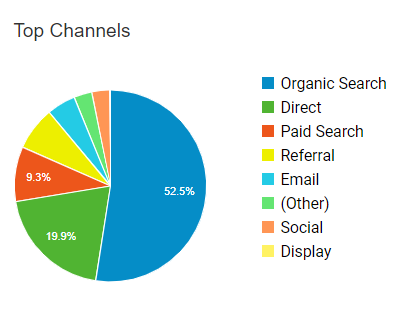 Top Channels
52.5%
19.9%
9.3%
Organic Search
Direct
Paid Search
Referral
Email
(Other)
Social
Display